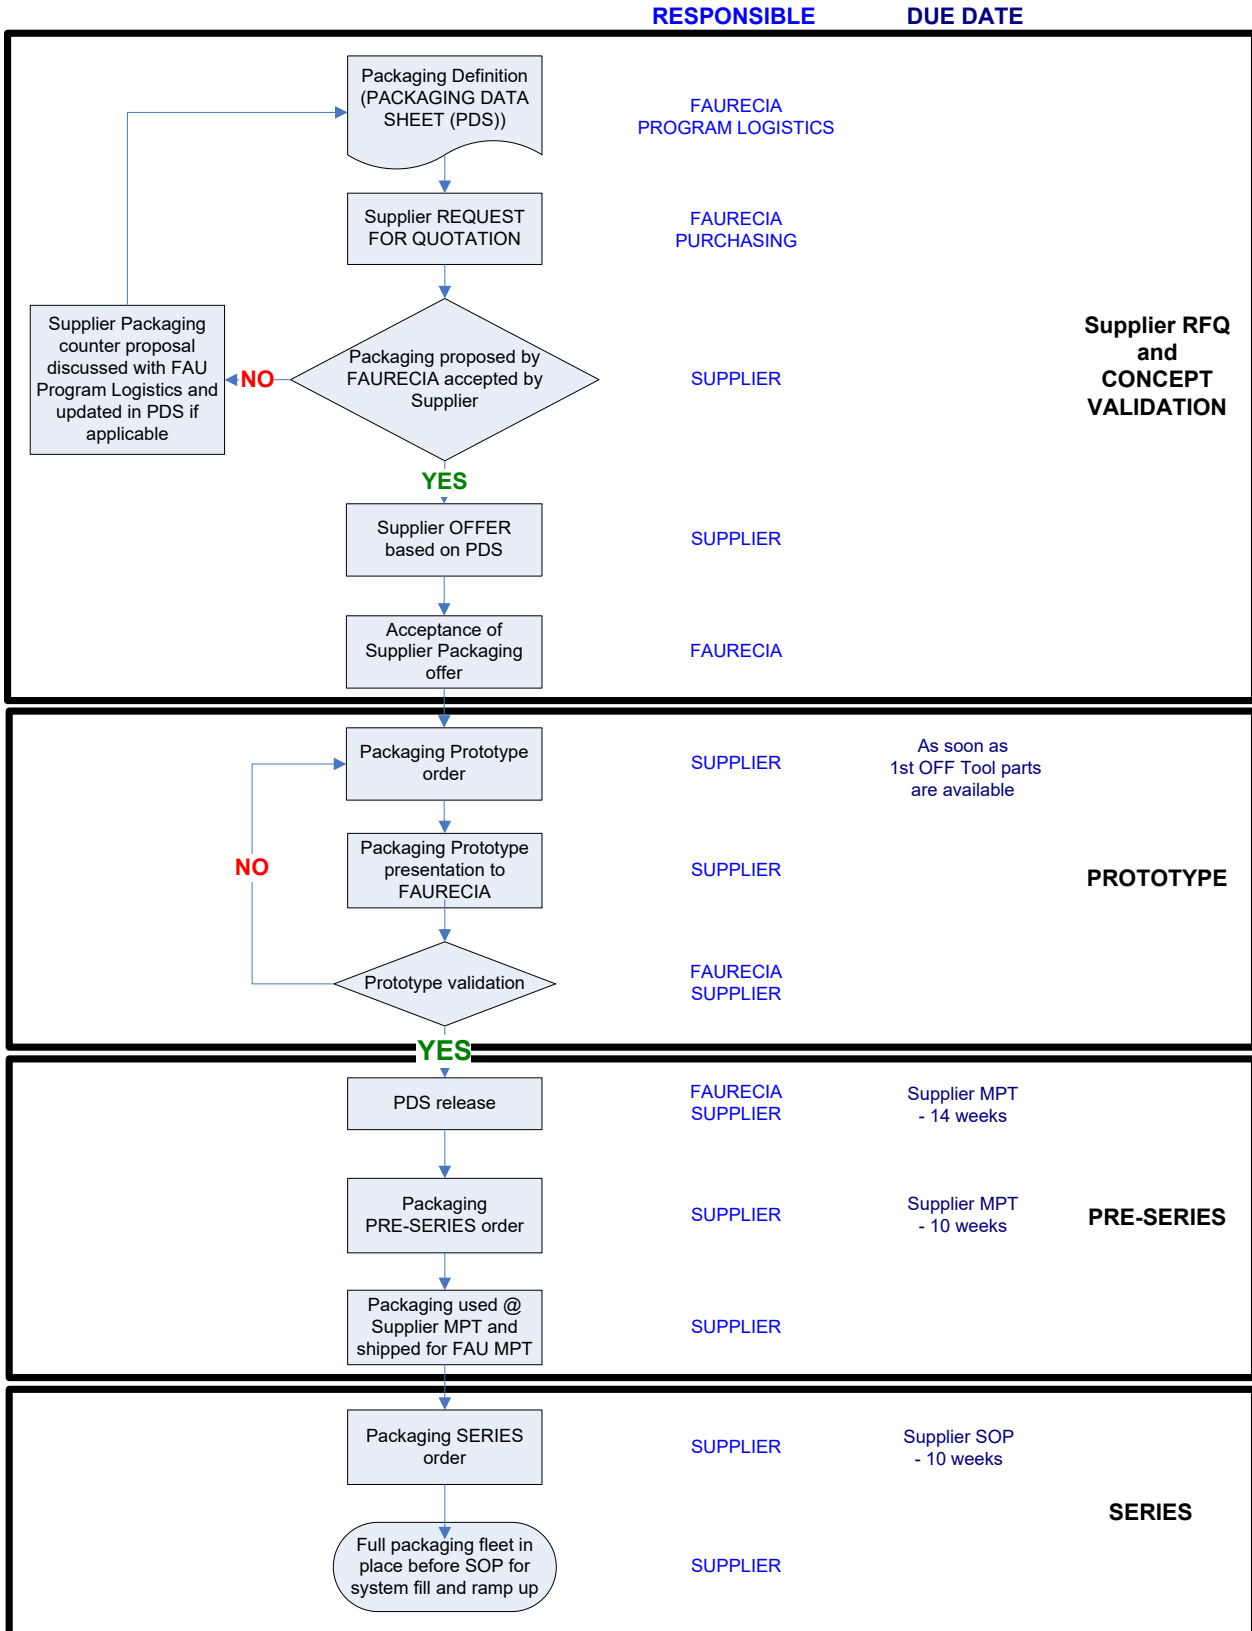 RESPONSIBLE
DUE DATE
Packaging Definition
(PACKAGING DATA
SHEET (PDS))
FAURECIA
PROGRAM LOGISTICS
Supplier REQUEST
FOR QUOTATION
FAURECIA
PURCHASING
Supplier Packaging
counter proposal
discussed with FAU
Program Logistics and
updated in PDS if
applicable
NO
Packaging proposed by
FAURECIA accepted by
Supplier
SUPPLIER
Supplier RFQ
and
CONCEPT
VALIDATION
YES
Supplier OFFER
based on PDS
SUPPLIER
Acceptance of
Supplier Packaging
offer
FAURECIA
Packaging Prototype
order
SUPPLIER
As soon as
1st OFF Tool parts
are available
NO
Packaging Prototype
presentation to
FAURECIA
SUPPLIER
PROTOTYPE
Prototype validation
FAURECIA
SUPPLIER
YES
PDS release
FAURECIA
SUPPLIER
Supplier MPT
- 14 weeks
Packaging
PRE-SERIES order
SUPPLIER
Supplier MPT
- 10 weeks
PRE-SERIES
Packaging used @
Supplier MPT and
shipped for FAU MPT
SUPPLIER
Packaging SERIES
order
SUPPLIER
Supplier SOP
- 10 weeks
SERIES
Full packaging fleet in
place before SOP for
system fill and ramp up
SUPPLIER